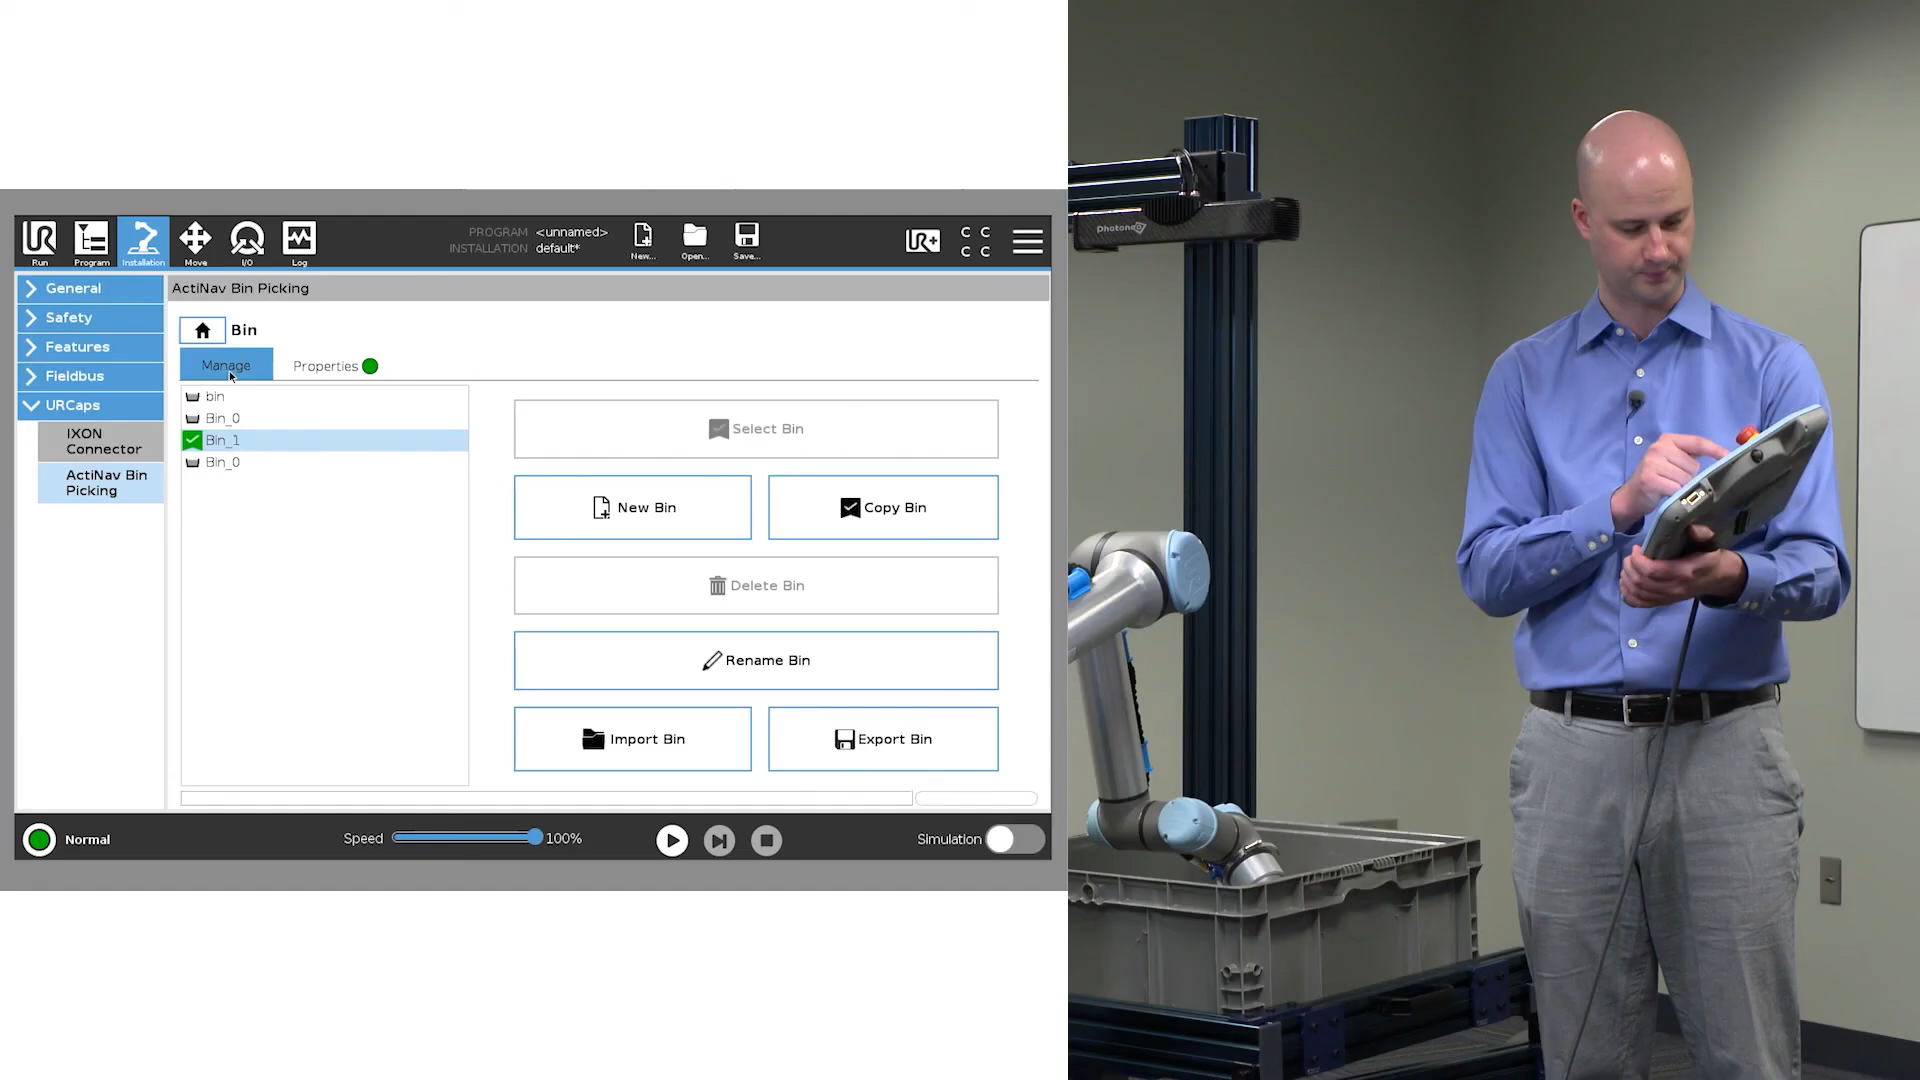 Run
Program
Installation
Move
I/O
Log
PROGRAM <unnamed>
INSTALLATION default*
New...
Open...
Save...
UR+
C C
C C
General
Safety
Features
Fieldbus
URCaps
IXON
Connector
ActiNav Bin
Picking
ActiNav Bin Picking
Bin
Manage
Properties
bin
Bin_0
Bin_1
Bin_0
Select Bin
New Bin
Copy Bin
Delete Bin
Rename Bin
Import Bin
Export Bin
Normal
Speed
100%
Simulation
Photoneo